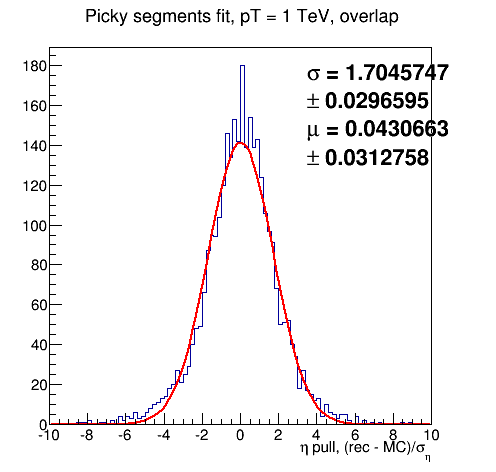 Picky segments fit, pT = 1 TeV, overlap
σ = 1.7045747
± 0.0296595
μ = 0.0430663
± 0.0312758
180
160
140
120
100
80
60
40
20
0
-10 -8 -6 -4 -2 0 2 4 6 8 10
η pull, (rec - MC)/σ_η